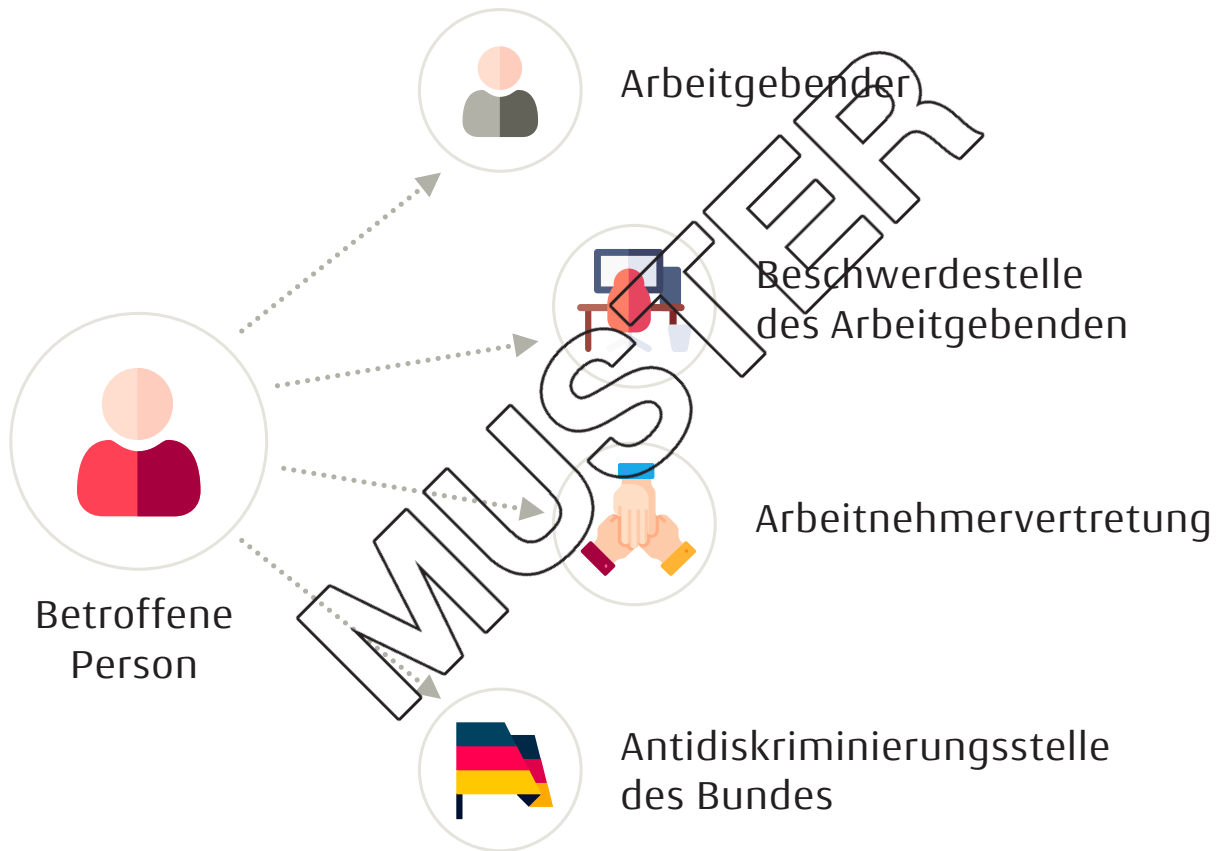 Arbeitgebender
Beschwerdestelle
des Arbeitgebenden
Arbeitnehmervertretung
Betroffene
Person
Antidiskriminierungsstelle
des Bundes
MUSTER